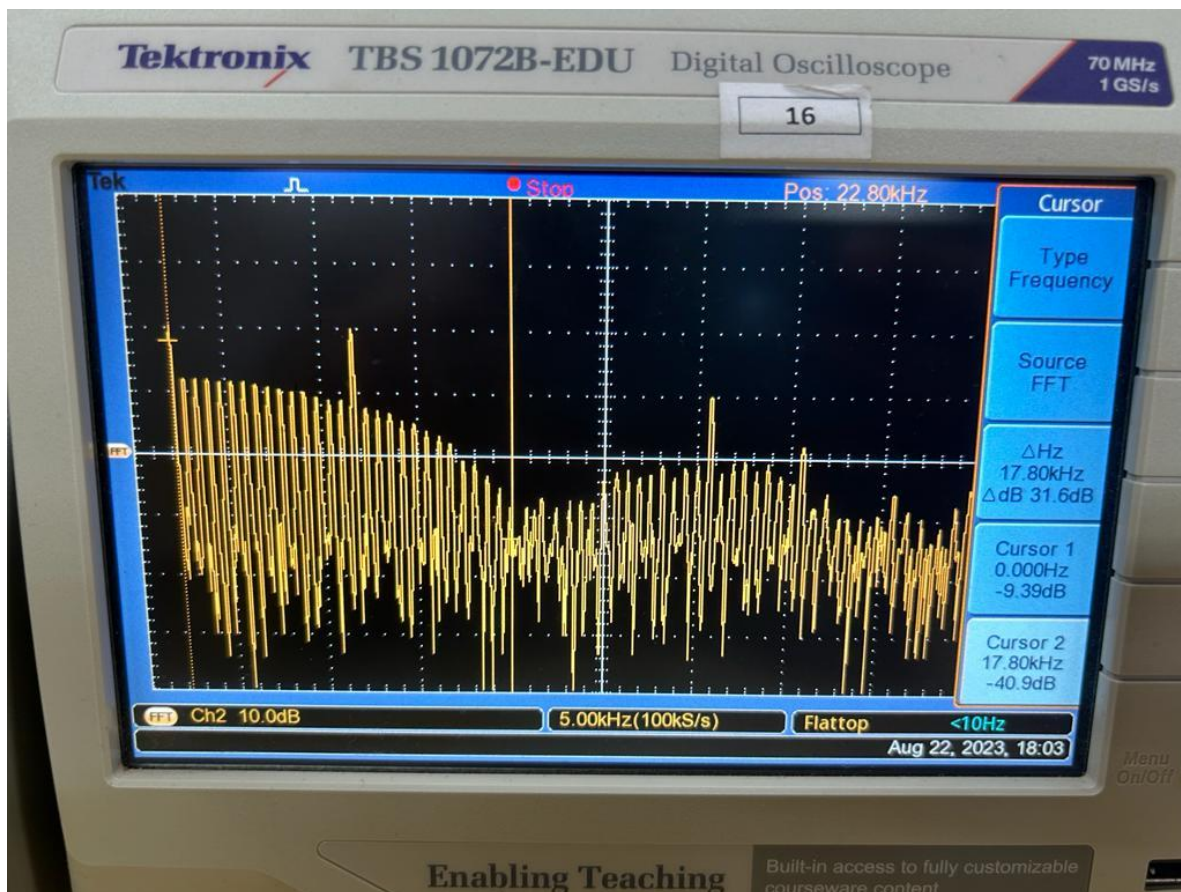 Tektronix TBS 1072B-EDU Digital Oscilloscope
70 MHz
1 GS/s
16
Tek Stop Pos: 22.80kHz
Cursor
Type
Frequency
Source
FFT
ΔHz
17.80kHz
ΔdB 31.6dB
Cursor 1
0.000Hz
-9.39dB
Cursor 2
17.80kHz
-40.9dB
FFT
FFT Ch2 10.0dB 5.00kHz(100kS/s) Flattop <10Hz
Aug 22, 2023, 18:03
Menu
On/Off
Enabling Teaching
Built-in access to fully customizable
courseware content